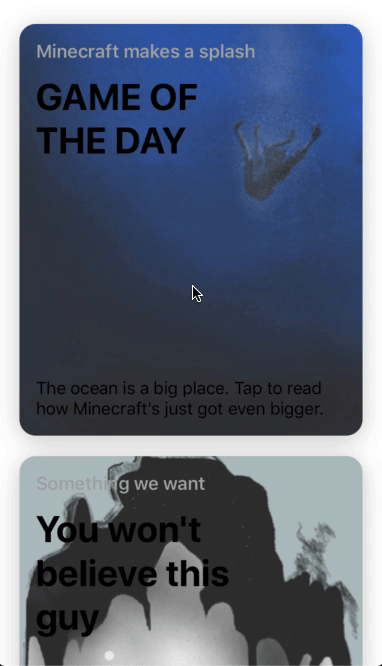 Minecraft makes a splash
GAME OF
THE DAY
The ocean is a big place. Tap to read
how Minecraft's just got even bigger.
Something we want
You won't
believe this
guy